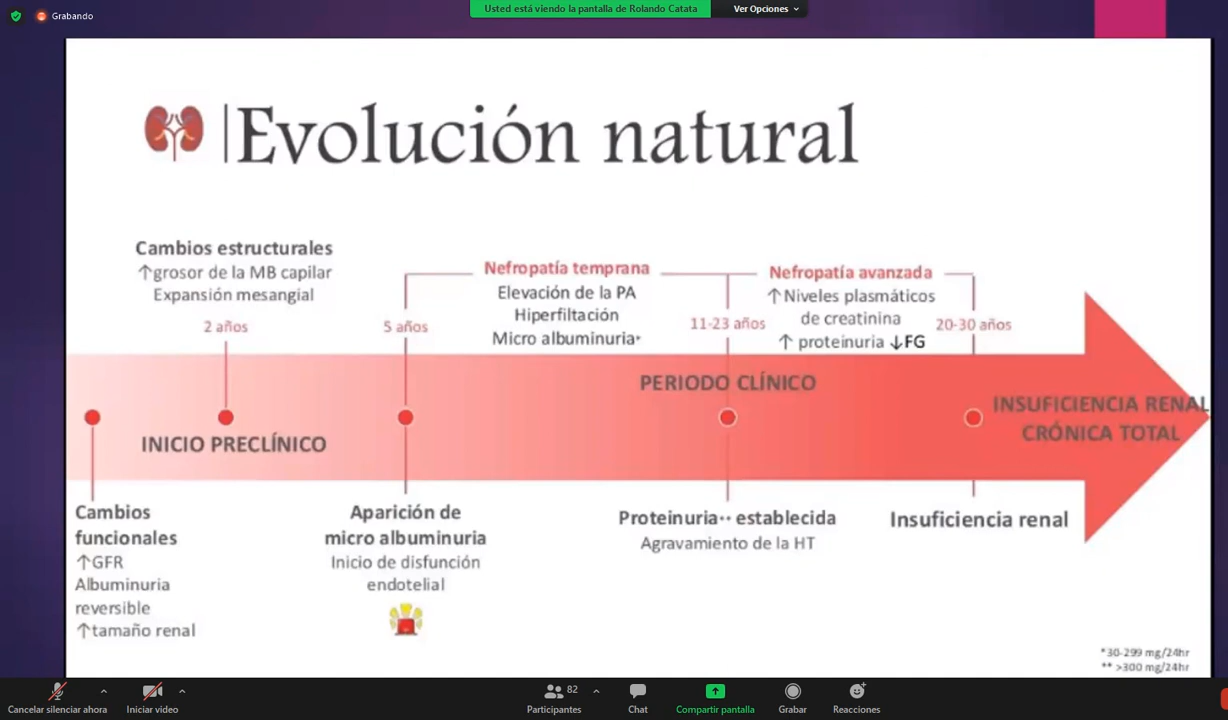 Grabando
Usted está viendo la pantalla de Rolando Catata
Ver Opciones
Evolución natural
Cambios estructurales
↑grosor de la MB capilar
Expansión mesangial
2 años
5 años
Nefropatía temprana
Elevación de la PA
Hiperfiltación
Micro albuminuria*
11-23 años
Nefropatía avanzada
↑Niveles plasmáticos
de creatinina
↑ proteinuria ↓FG
20-30 años
PERIODO CLÍNICO
INICIO PRECLÍNICO
INSUFICIENCIA RENAL
CRÓNICA TOTAL
Cambios
funcionales
↑GFR
Albuminuria
reversible
↑tamaño renal
Aparición de
micro albuminuria
Inicio de disfunción
endotelial
Proteinuria** establecida
Agravamiento de la HT
Insuficiencia renal
*30-299 mg/24hr
** >300 mg/24hr
Cancelar silenciar ahora
Iniciar video
Participantes
82
Chat
Compartir pantalla
Grabar
Reacciones